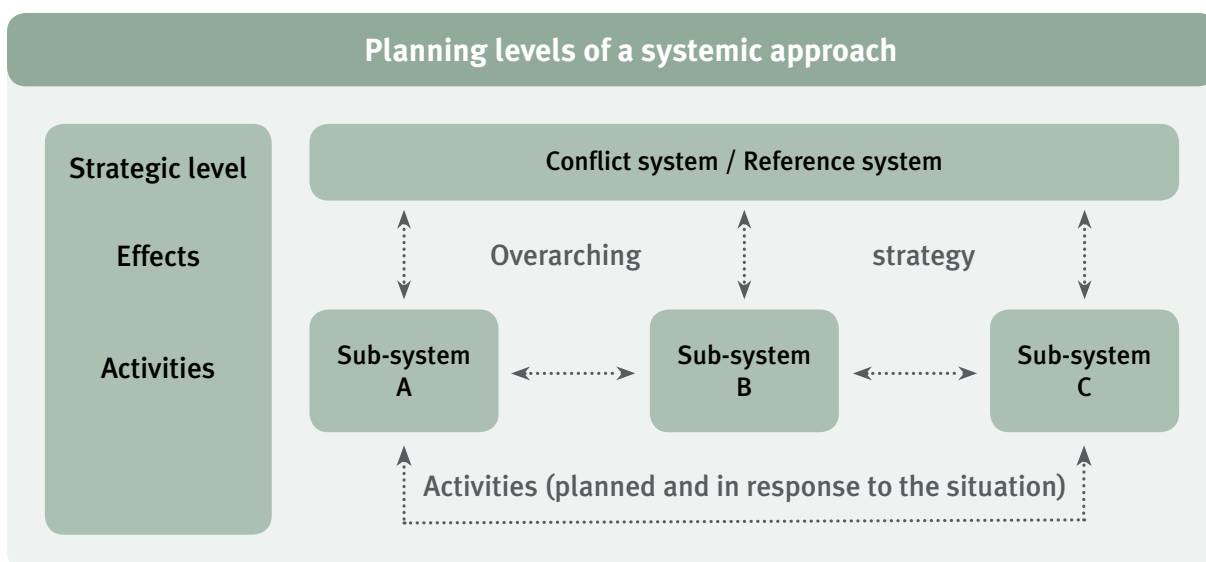 Planning levels of a systemic approach
Strategic level
Conflict system / Reference system
Effects
Overarching strategy
Activities
Sub-system
A
Sub-system
B
Sub-system
C
Activities (planned and in response to the situation)